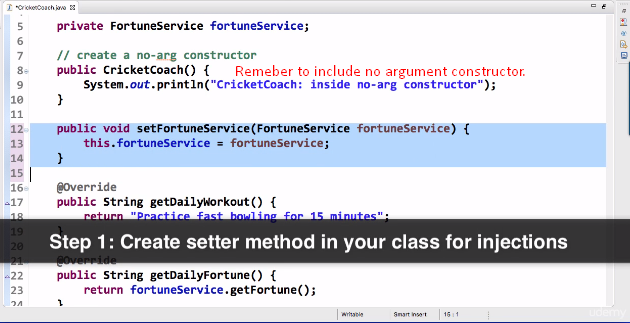 *CricketCoach.java
5 private FortuneService fortuneService;
6
7 // create a no-arg constructor
8 public CricketCoach() { Remeber to include no argument constructor.
9 System.out.println("CricketCoach: inside no-arg constructor");
10 }
11
12 public void setFortuneService(FortuneService fortuneService) {
13 this.fortuneService = fortuneService;
14 }
15
16 @Override
17 public String getDailyWorkout() {
18 return "Practice fast bowling for 15 minutes";
Step 1: Create setter method in your class for injections
21 @Override
22 public String getDailyFortune() {
23 return fortuneService.getFortune();
24 }
Writable Smart Insert 15 : 1
udemy